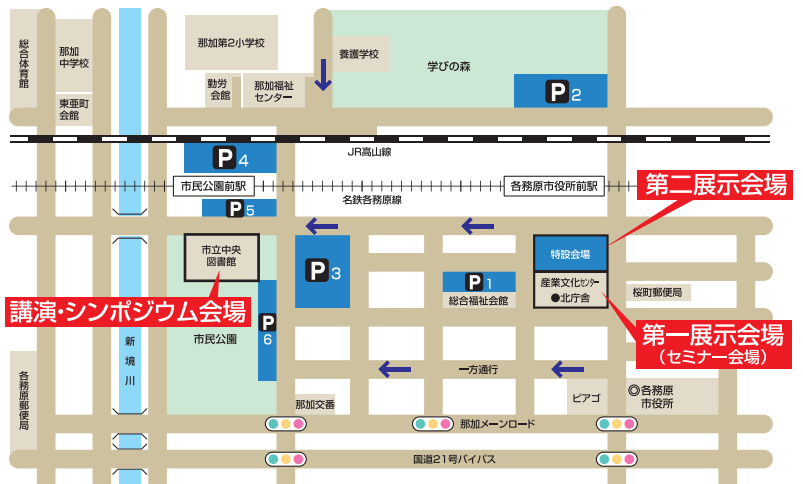 総合体育館
那加
中学校
東亜町
会館
那加第2小学校
勤労
会館
那加福祉
センター
養護学校
学びの森
P2
JR高山線
P4
市民公園前駅
各務原市役所前駅
名鉄各務原線
第二展示会場
P5
市立中央
図書館
P3
特設会場
P1
総合福祉会館
産業文化センター
●北庁舎
桜町郵便局
講演・シンポジウム会場
P6
第一展示会場
（セミナー会場）
新境川
市民公園
各務原郵便局
一方通行
那加交番
ピアゴ
◎各務原
市役所
那加メーンロード
国道21号バイパス